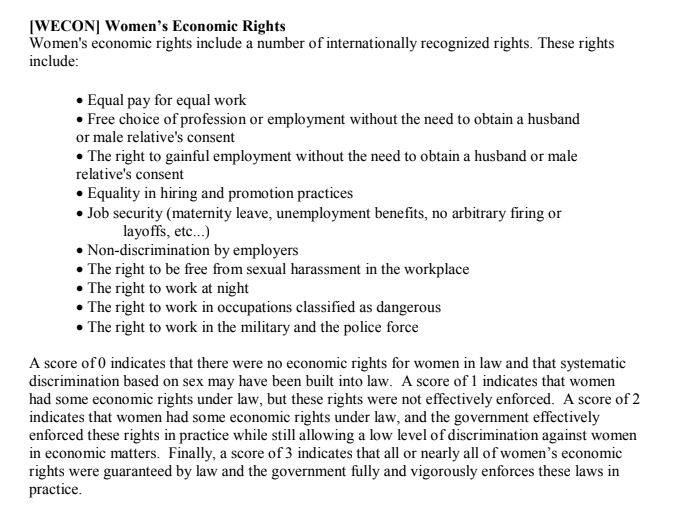 [WECON] Women's Economic Rights
Women's economic rights include a number of internationally recognized rights. These rights
include:
• Equal pay for equal work
• Free choice of profession or employment without the need to obtain a husband
or male relative's consent
• The right to gainful employment without the need to obtain a husband or male
relative's consent
• Equality in hiring and promotion practices
• Job security (maternity leave, unemployment benefits, no arbitrary firing or
layoffs, etc...)
• Non-discrimination by employers
• The right to be free from sexual harassment in the workplace
• The right to work at night
• The right to work in occupations classified as dangerous
• The right to work in the military and the police force
A score of 0 indicates that there were no economic rights for women in law and that systematic
discrimination based on sex may have been built into law.  A score of 1 indicates that women
had some economic rights under law, but these rights were not effectively enforced.  A score of 2
indicates that women had some economic rights under law, and the government effectively
enforced these rights in practice while still allowing a low level of discrimination against women
in economic matters.  Finally, a score of 3 indicates that all or nearly all of women's economic
rights were guaranteed by law and the government fully and vigorously enforces these laws in
practice.